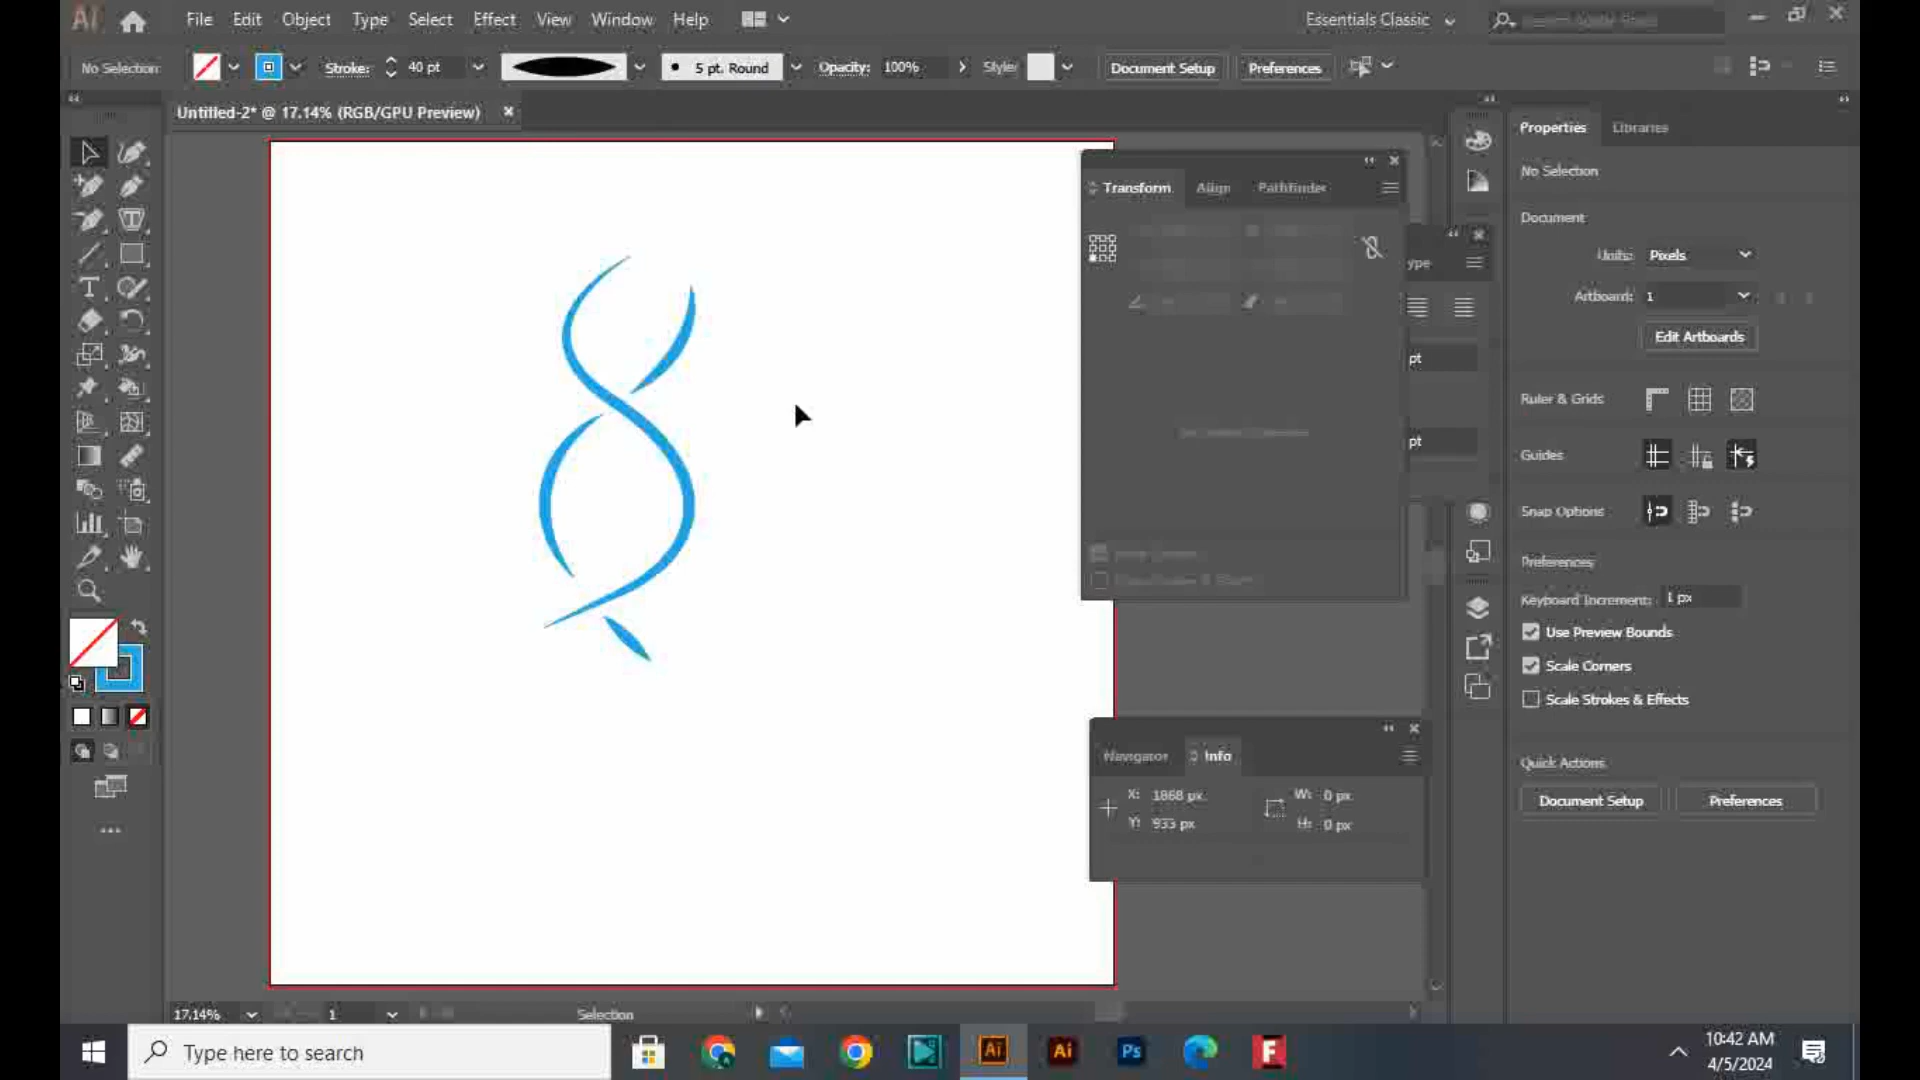 Ai File Edit Object Type Select Effect View Window Help Essentials Classic
No Selection Stroke: 40 pt 5 pt. Round Opacity: 100% Style: Document Setup Preferences
Untitled-2* @ 17.14% (RGB/GPU Preview)
Properties Libraries
No Selection
Transform Align Pathfinder
Document
Units: Pixels
ype
Artboard: 1
Edit Artboards
pt
Ruler & Grids
pt
Guides
Snap Options
Preferences
Keyboard Increment: 1 px
Use Preview Bounds
Scale Corners
Scale Strokes & Effects
Navigator Info
Quick Actions
X: 1868 px W: 0 px
Y: 933 px H: 0 px
Document Setup Preferences
17.14% 1 Selection
Type here to search
Ai Ai Ps F
10:42 AM
4/5/2024